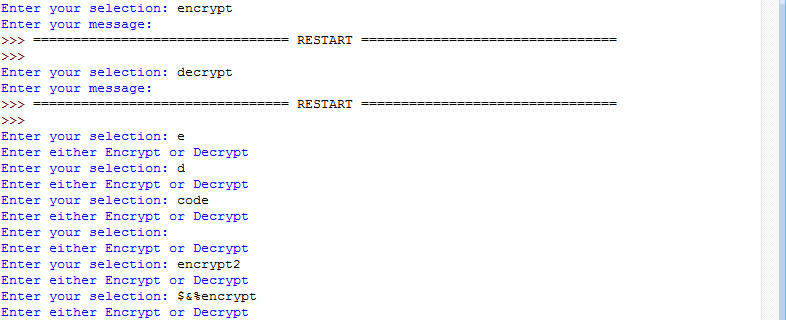 Enter your selection: encrypt
Enter your message:
>>> ================================ RESTART ================================
>>>
Enter your selection: decrypt
Enter your message:
>>> ================================ RESTART ================================
>>>
Enter your selection: e
Enter either Encrypt or Decrypt
Enter your selection: d
Enter either Encrypt or Decrypt
Enter your selection: code
Enter either Encrypt or Decrypt
Enter your selection:
Enter either Encrypt or Decrypt
Enter your selection: encrypt2
Enter either Encrypt or Decrypt
Enter your selection: $&%encrypt
Enter either Encrypt or Decrypt